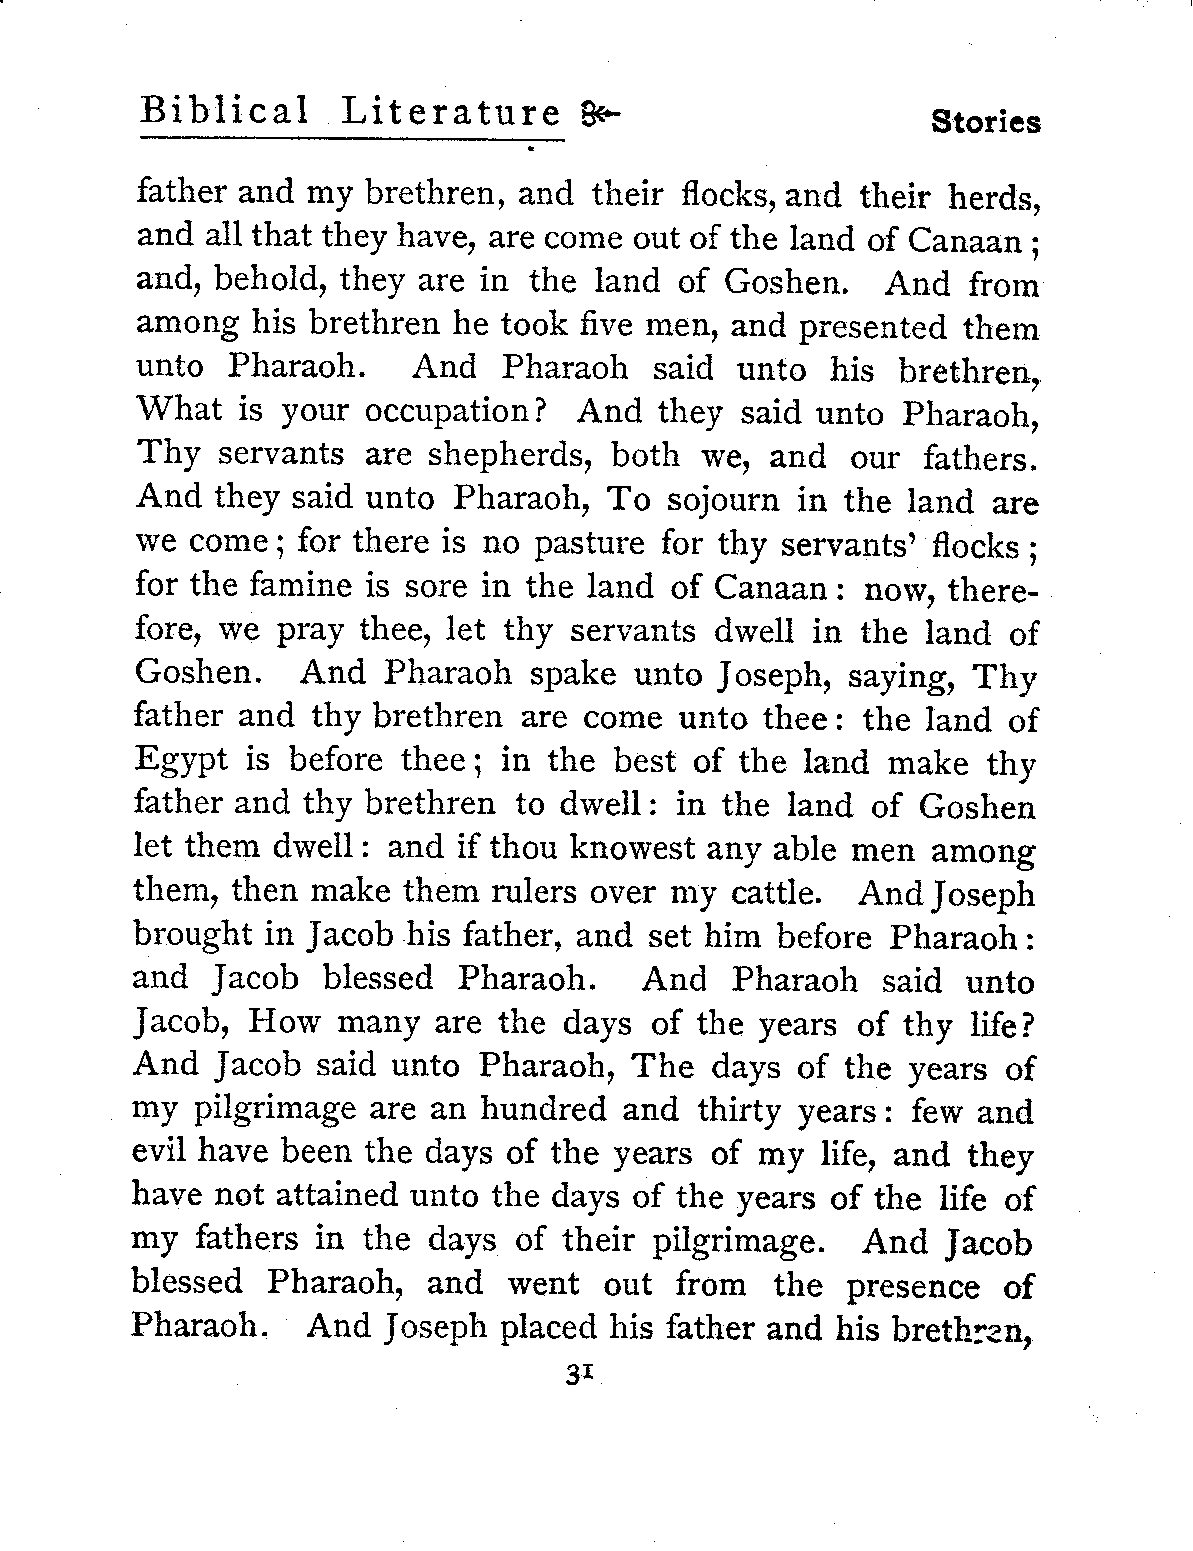 Biblical Literature
Stories
father and my brethren, and their flocks, and their herds,
and all that they have, are come out of the land of Canaan ;
and, behold, they are in the land of Goshen. And from
among his brethren he took five men, and presented them
unto Pharaoh. And Pharaoh said unto his brethren,
What is your occupation? And they said unto Pharaoh,
Thy servants are shepherds, both we, and our fathers.
And they said unto Pharaoh, To sojourn in the land are
we come ; for there is no pasture for thy servants' flocks ;
for the famine is sore in the land of Canaan : now, there-
fore, we pray thee, let thy servants dwell in the land of
Goshen. And Pharaoh spake unto Joseph, saying, Thy
father and thy brethren are come unto thee : the land of
Egypt is before thee ; in the best of the land make thy
father and thy brethren to dwell : in the land of Goshen
let them dwell : and if thou knowest any able men among
them, then make them rulers over my cattle. And Joseph
brought in Jacob his father, and set him before Pharaoh :
and Jacob blessed Pharaoh. And Pharaoh said unto
Jacob, How many are the days of the years of thy life?
And Jacob said unto Pharaoh, The days of the years of
my pilgrimage are an hundred and thirty years : few and
evil have been the days of the years of my life, and they
have not attained unto the days of the years of the life of
my fathers in the days of their pilgrimage. And Jacob
blessed Pharaoh, and went out from the presence of
Pharaoh. And Joseph placed his father and his brethren,
31